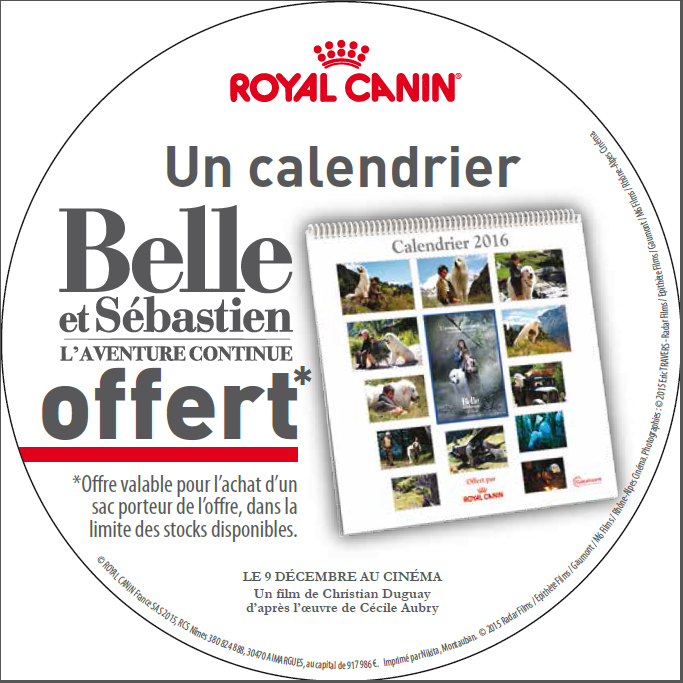 ROYAL CANIN®
Un calendrier
Belle
et Sébastien
L'AVENTURE CONTINUE
offert*
*Offre valable pour l'achat d'un
sac porteur de l'offre, dans la
limite des stocks disponibles.
Calendrier 2016
Belle
Offert par
ROYAL CANIN
Gaumont
LE 9 DÉCEMBRE AU CINÉMA
Un film de Christian Duguay
d'après l'œuvre de Cécile Aubry
© ROYAL CANIN France SAS 2015, RCS Nîmes 380 824 888, 30470 AIMARGUES, au capital de 917 986 €. Imprimé par Nikita, Montauban. © 2015 Radar Films / Epithète Films / Gaumont / M6 Films / Rhône-Alpes Cinéma. Photographies : © 2015 Eric TRAVERS - Radar Films / Epithète Films / Gaumont / M6 Films / Rhône-Alpes Cinéma.